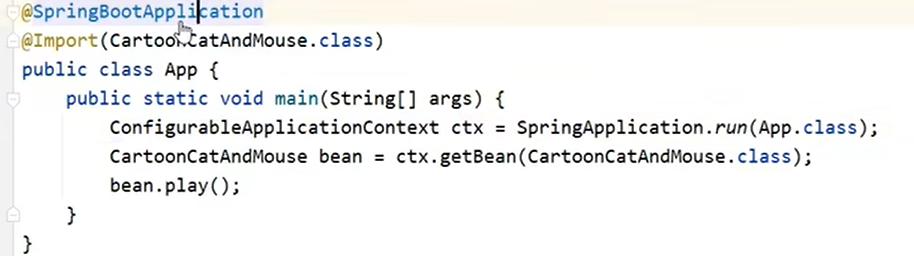 @SpringBootApplication
@Import(CartoonCatAndMouse.class)
public class App {
    public static void main(String[] args) {
        ConfigurableApplicationContext ctx = SpringApplication.run(App.class);
        CartoonCatAndMouse bean = ctx.getBean(CartoonCatAndMouse.class);
        bean.play();
    }
}